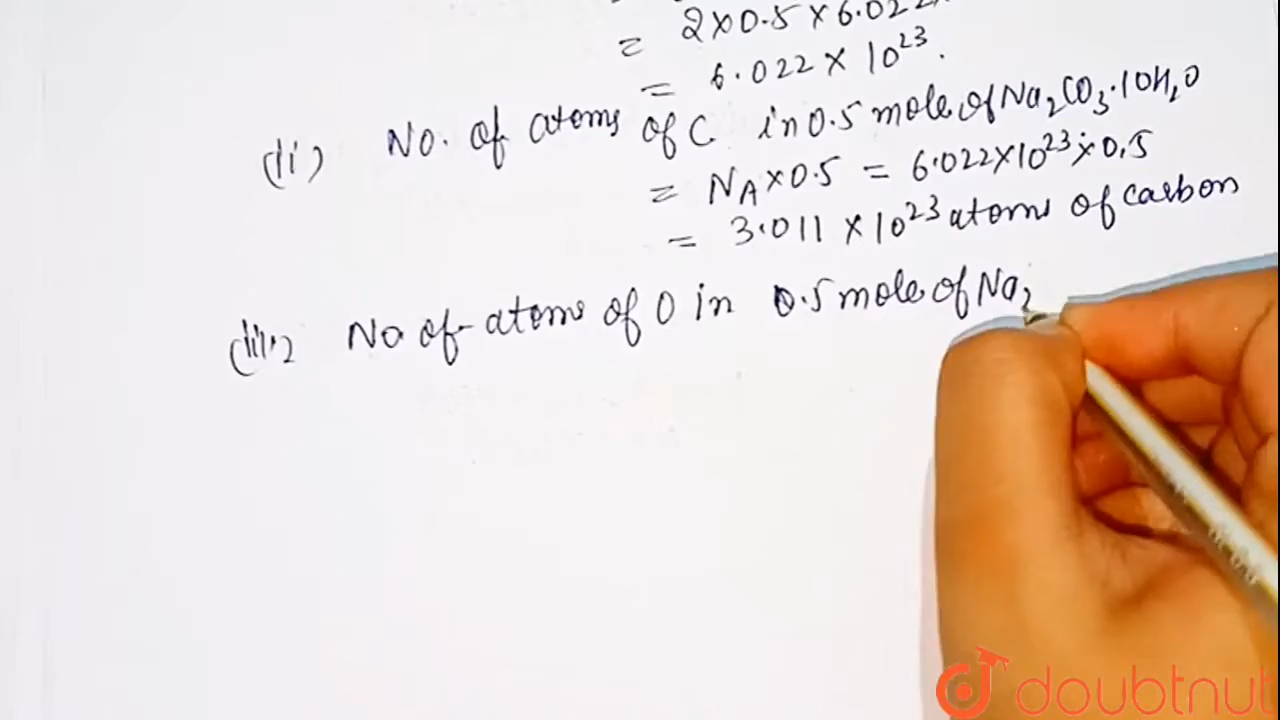 = 2×0.5×6.022×
= 6.022 × 10²³.
(ii) No. of atoms of C in 0.5 mole of Na₂CO₃·10H₂O
= NA×0.5 = 6.022×10²³×0.5
= 3.011 × 10²³ atoms of carbon
(iii) No of atoms of O in 0.5 mole of Na₂
doubtnut